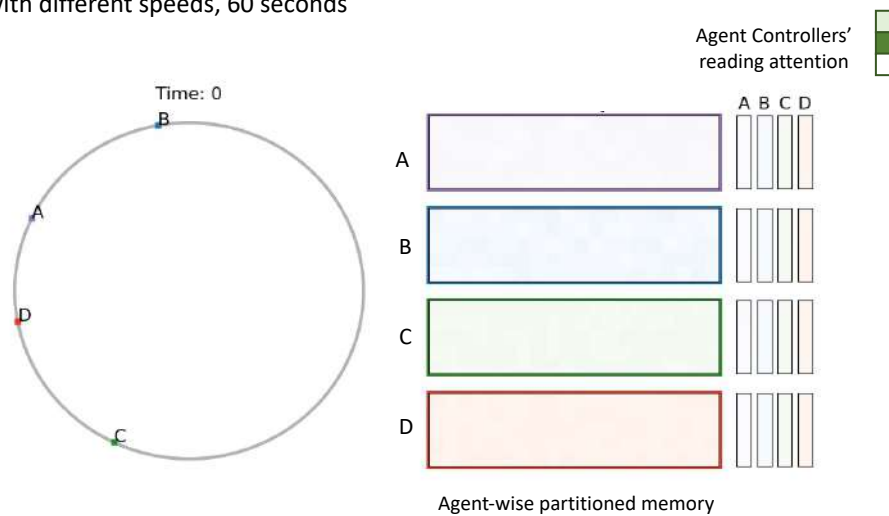 with different speeds, 60 seconds
Agent Controllers'
reading attention
Time: 0
B
A
D
C
A B C D
A
B
C
D
Agent-wise partitioned memory